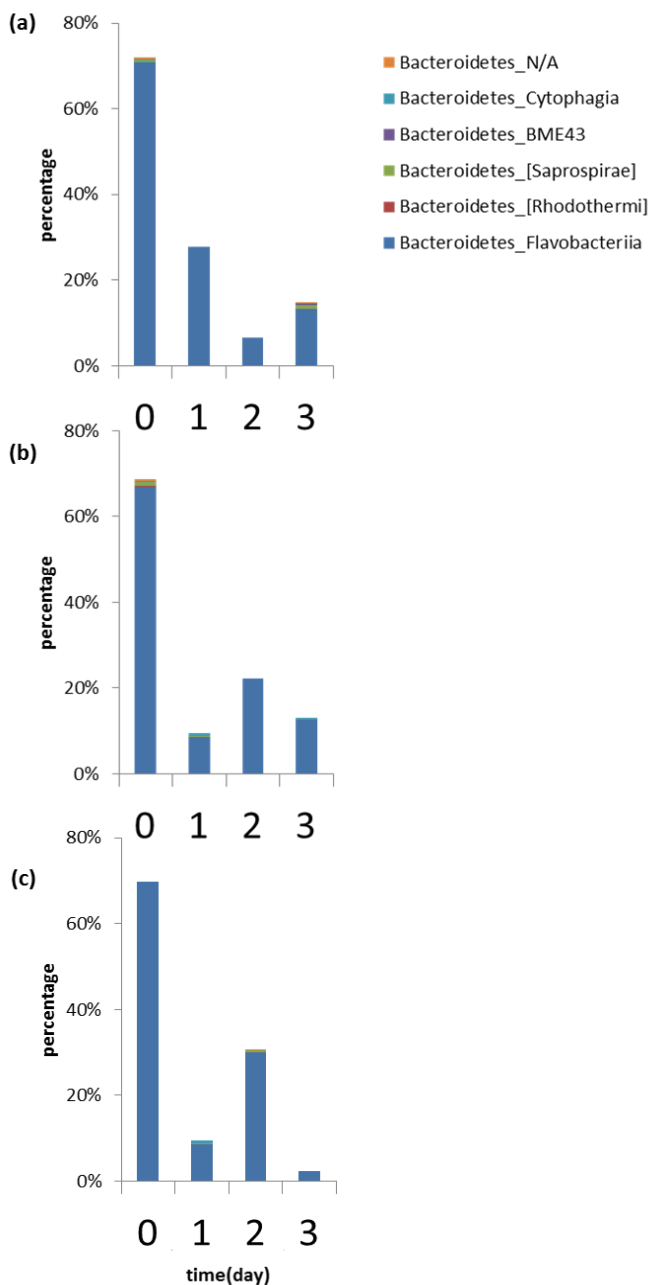 (a)
80%
60%
40%
20%
0%
percentage
0 1 2 3
Bacteroidetes_N/A
Bacteroidetes_Cytophagia
Bacteroidetes_BME43
Bacteroidetes_[Saprospirae]
Bacteroidetes_[Rhodothermi]
Bacteroidetes_Flavobacteriia
(b)
80%
60%
40%
20%
0%
percentage
0 1 2 3
(c)
80%
60%
40%
20%
0%
percentage
0 1 2 3
time(day)